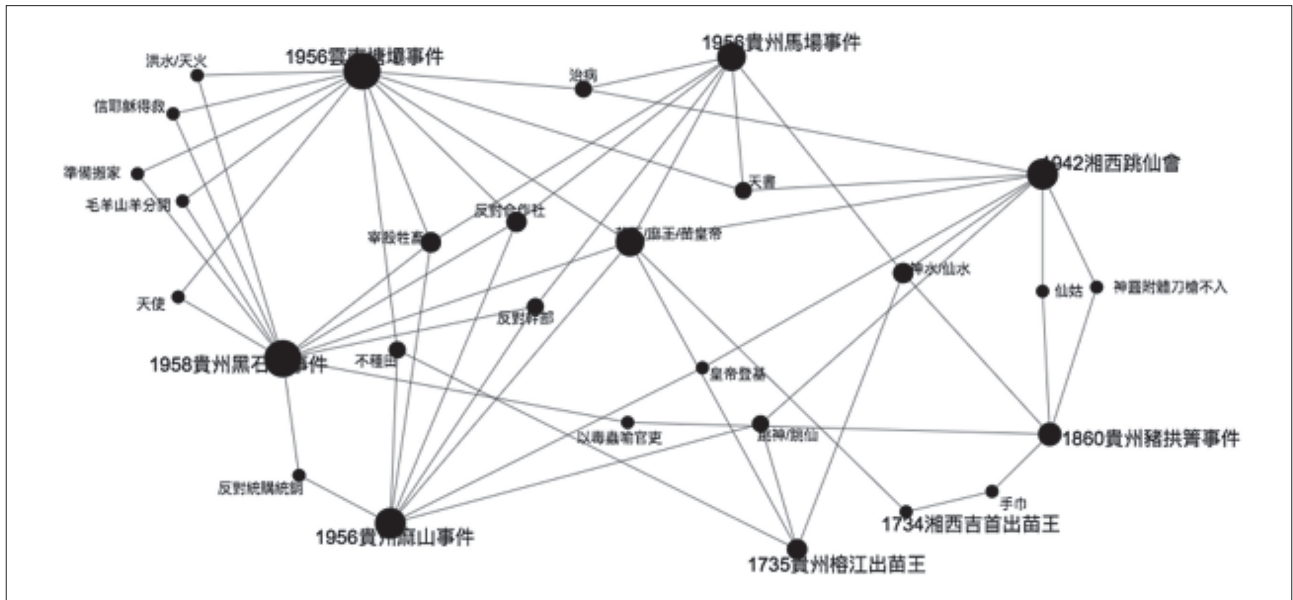 1956貴州馬場事件
1956雲南塘壩事件
洪水/天火
治病
信耶穌得救
1942湘西跳仙會
準備搬家
天書
毛羊山羊分開
反對合作社
/麻王/苗皇帝
宰殺牲畜
神水/仙水
神靈附體刀槍不入
仙姑
天使
反對幹部
1958貴州黑石 事件
不種田
皇帝登基
跳神/跳仙
以毒蟲喻官吏
1860貴州豬拱箐事件
反對統購統銷
手巾
1734湘西吉首出苗王
1956貴州麻山事件
1735貴州榕江出苗王